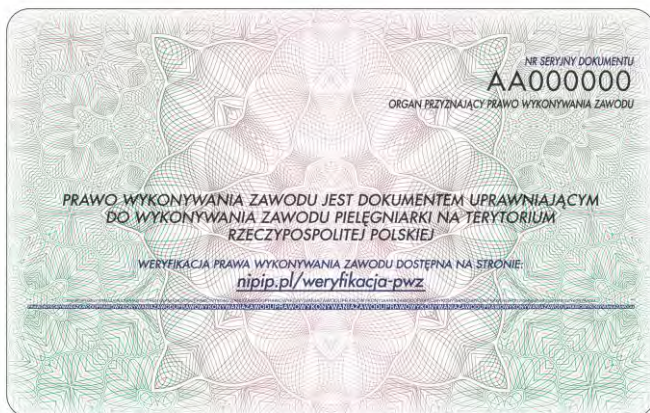 NR SERYJNY DOKUMENTU
AA000000
ORGAN PRZYZNAJĄCY PRAWO WYKONYWANIA ZAWODU
PRAWO WYKONYWANIA ZAWODU JEST DOKUMENTEM UPRAWNIAJĄCYM
DO WYKONYWANIA ZAWODU PIELĘGNIARKI NA TERYTORIUM
RZECZYPOSPOLITEJ POLSKIEJ
WERYFIKACJA PRAWA WYKONYWANIA ZAWODU DOSTĘPNA NA STRONIE:
nipip.pl/weryfikacja-pwz